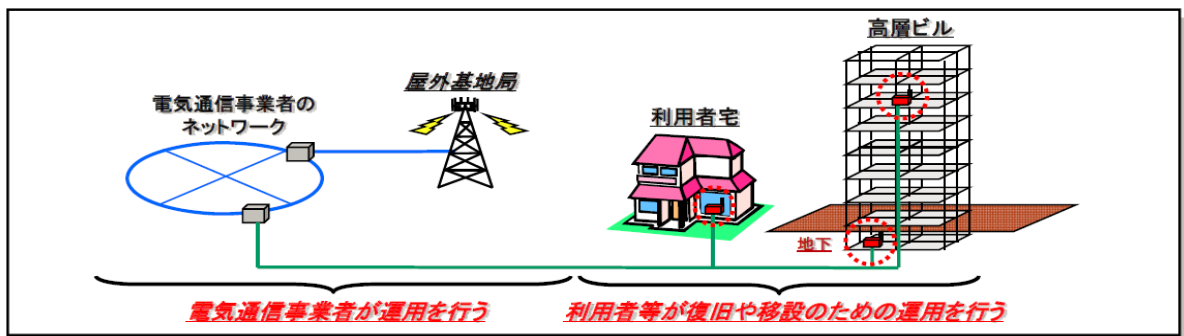 高層ビル
屋外基地局
電気通信事業者の
ネットワーク
利用者宅
地下
電気通信事業者が運用を行う
利用者等が復旧や移設のための運用を行う